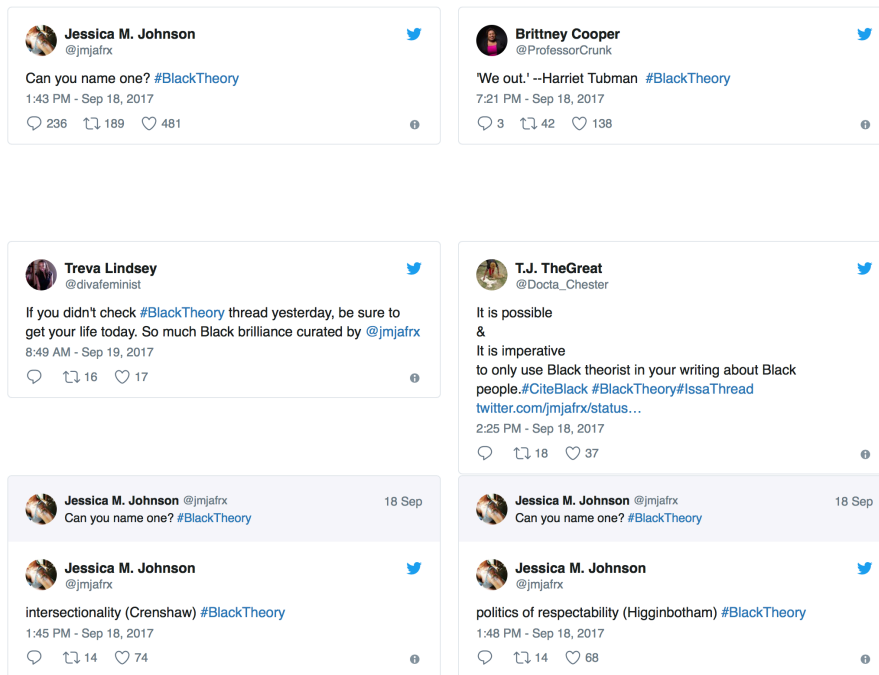 Jessica M. Johnson
@jmjafrx
Can you name one? #BlackTheory
1:43 PM - Sep 18, 2017
236 189 481
Brittney Cooper
@ProfessorCrunk
'We out.' --Harriet Tubman #BlackTheory
7:21 PM - Sep 18, 2017
3 42 138
Treva Lindsey
@divafeminist
If you didn't check #BlackTheory thread yesterday, be sure to
get your life today. So much Black brilliance curated by @jmjafrx
8:49 AM - Sep 19, 2017
16 17
T.J. TheGreat
@Docta_Chester
It is possible
&
It is imperative
to only use Black theorist in your writing about Black
people.#CiteBlack #BlackTheory#IssaThread
twitter.com/jmjafrx/status…
2:25 PM - Sep 18, 2017
18 37
Jessica M. Johnson @jmjafrx 18 Sep
Can you name one? #BlackTheory
Jessica M. Johnson
@jmjafrx
intersectionality (Crenshaw) #BlackTheory
1:45 PM - Sep 18, 2017
14 74
Jessica M. Johnson @jmjafrx 18 Sep
Can you name one? #BlackTheory
Jessica M. Johnson
@jmjafrx
politics of respectability (Higginbotham) #BlackTheory
1:48 PM - Sep 18, 2017
14 68